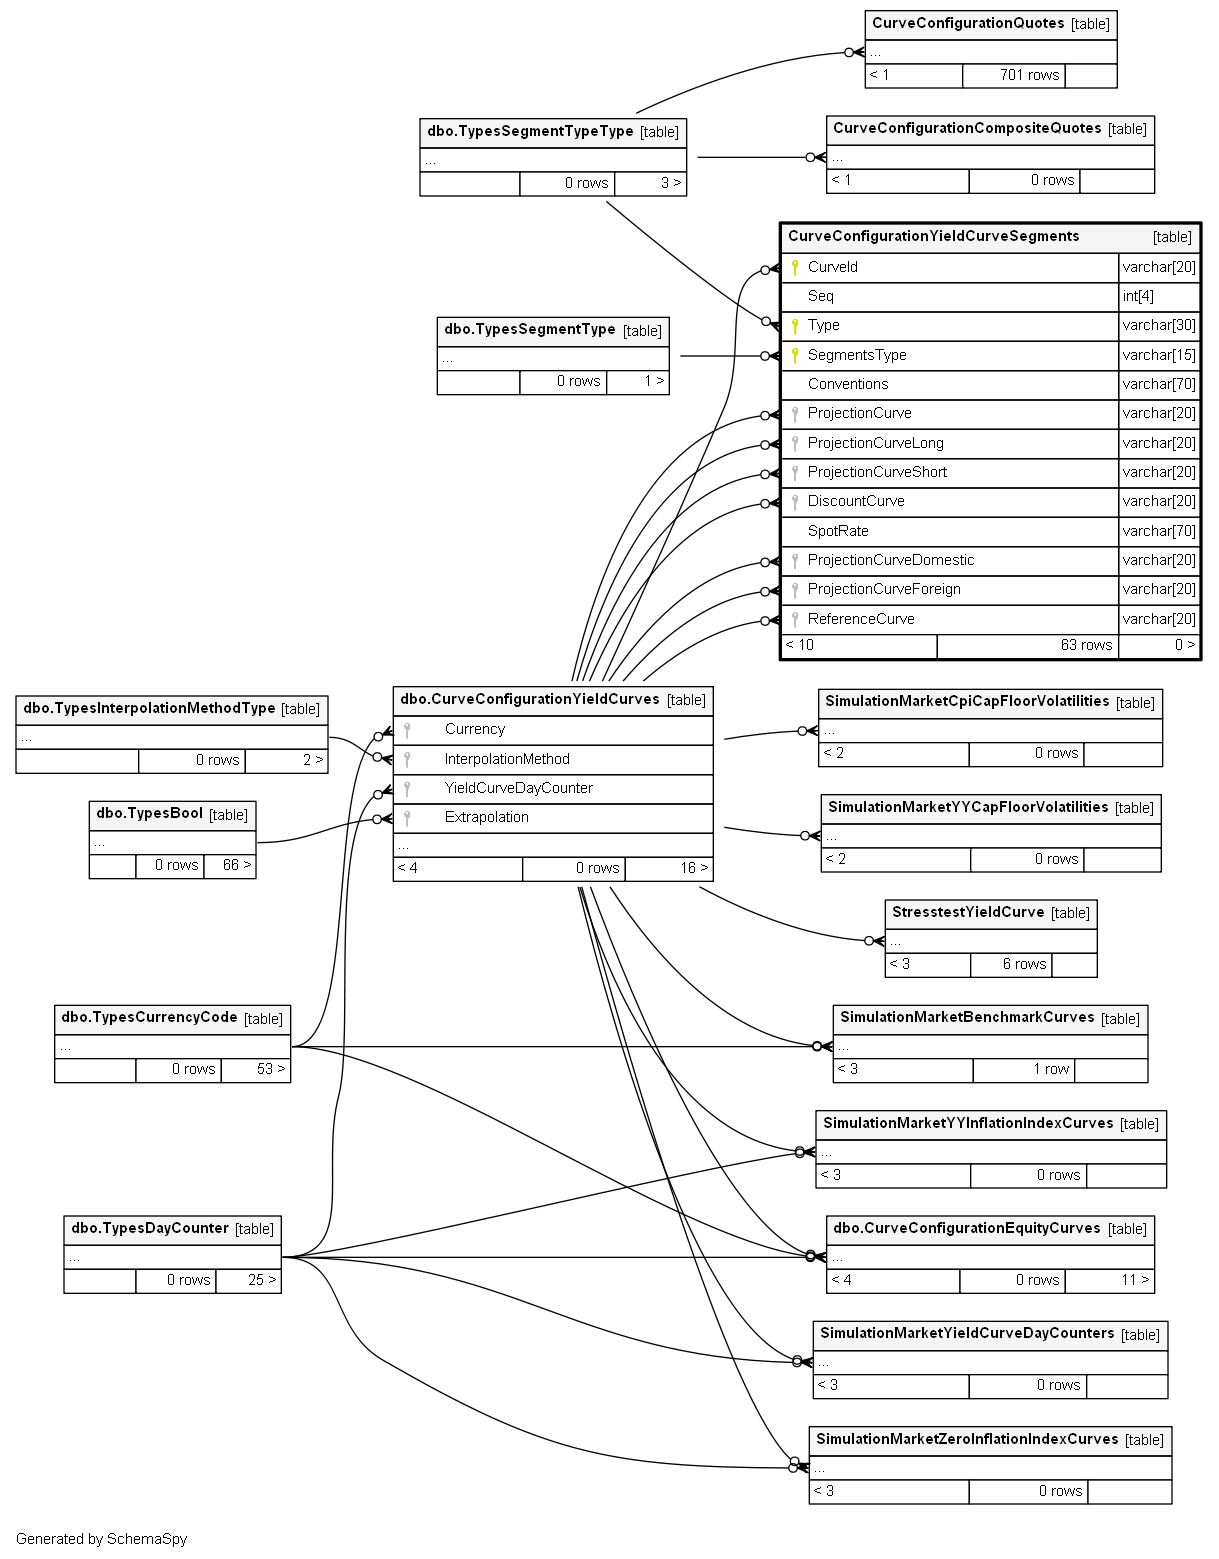 CurveConfigurationQuotes [table]
...
< 1 701 rows
dbo.TypesSegmentTypeType [table]
...
0 rows 3 >
CurveConfigurationCompositeQuotes [table]
...
< 1 0 rows
CurveConfigurationYieldCurveSegments [table]
CurveId varchar[20]
Seq int[4]
Type varchar[30]
SegmentsType varchar[15]
Conventions varchar[70]
ProjectionCurve varchar[20]
ProjectionCurveLong varchar[20]
ProjectionCurveShort varchar[20]
DiscountCurve varchar[20]
SpotRate varchar[70]
ProjectionCurveDomestic varchar[20]
ProjectionCurveForeign varchar[20]
ReferenceCurve varchar[20]
< 10 63 rows 0 >
dbo.TypesSegmentType [table]
...
0 rows 1 >
dbo.CurveConfigurationYieldCurves [table]
Currency
InterpolationMethod
YieldCurveDayCounter
Extrapolation
...
< 4 0 rows 16 >
dbo.TypesInterpolationMethodType [table]
...
0 rows 2 >
dbo.TypesBool [table]
...
0 rows 66 >
SimulationMarketCpiCapFloorVolatilities [table]
...
< 2 0 rows
SimulationMarketYYCapFloorVolatilities [table]
...
< 2 0 rows
StresstestYieldCurve [table]
...
< 3 6 rows
dbo.TypesCurrencyCode [table]
...
0 rows 53 >
SimulationMarketBenchmarkCurves [table]
...
< 3 1 row
SimulationMarketYYInflationIndexCurves [table]
...
< 3 0 rows
dbo.TypesDayCounter [table]
...
0 rows 25 >
dbo.CurveConfigurationEquityCurves [table]
...
< 4 0 rows 11 >
SimulationMarketYieldCurveDayCounters [table]
...
< 3 0 rows
SimulationMarketZeroInflationIndexCurves [table]
...
< 3 0 rows
Generated by SchemaSpy